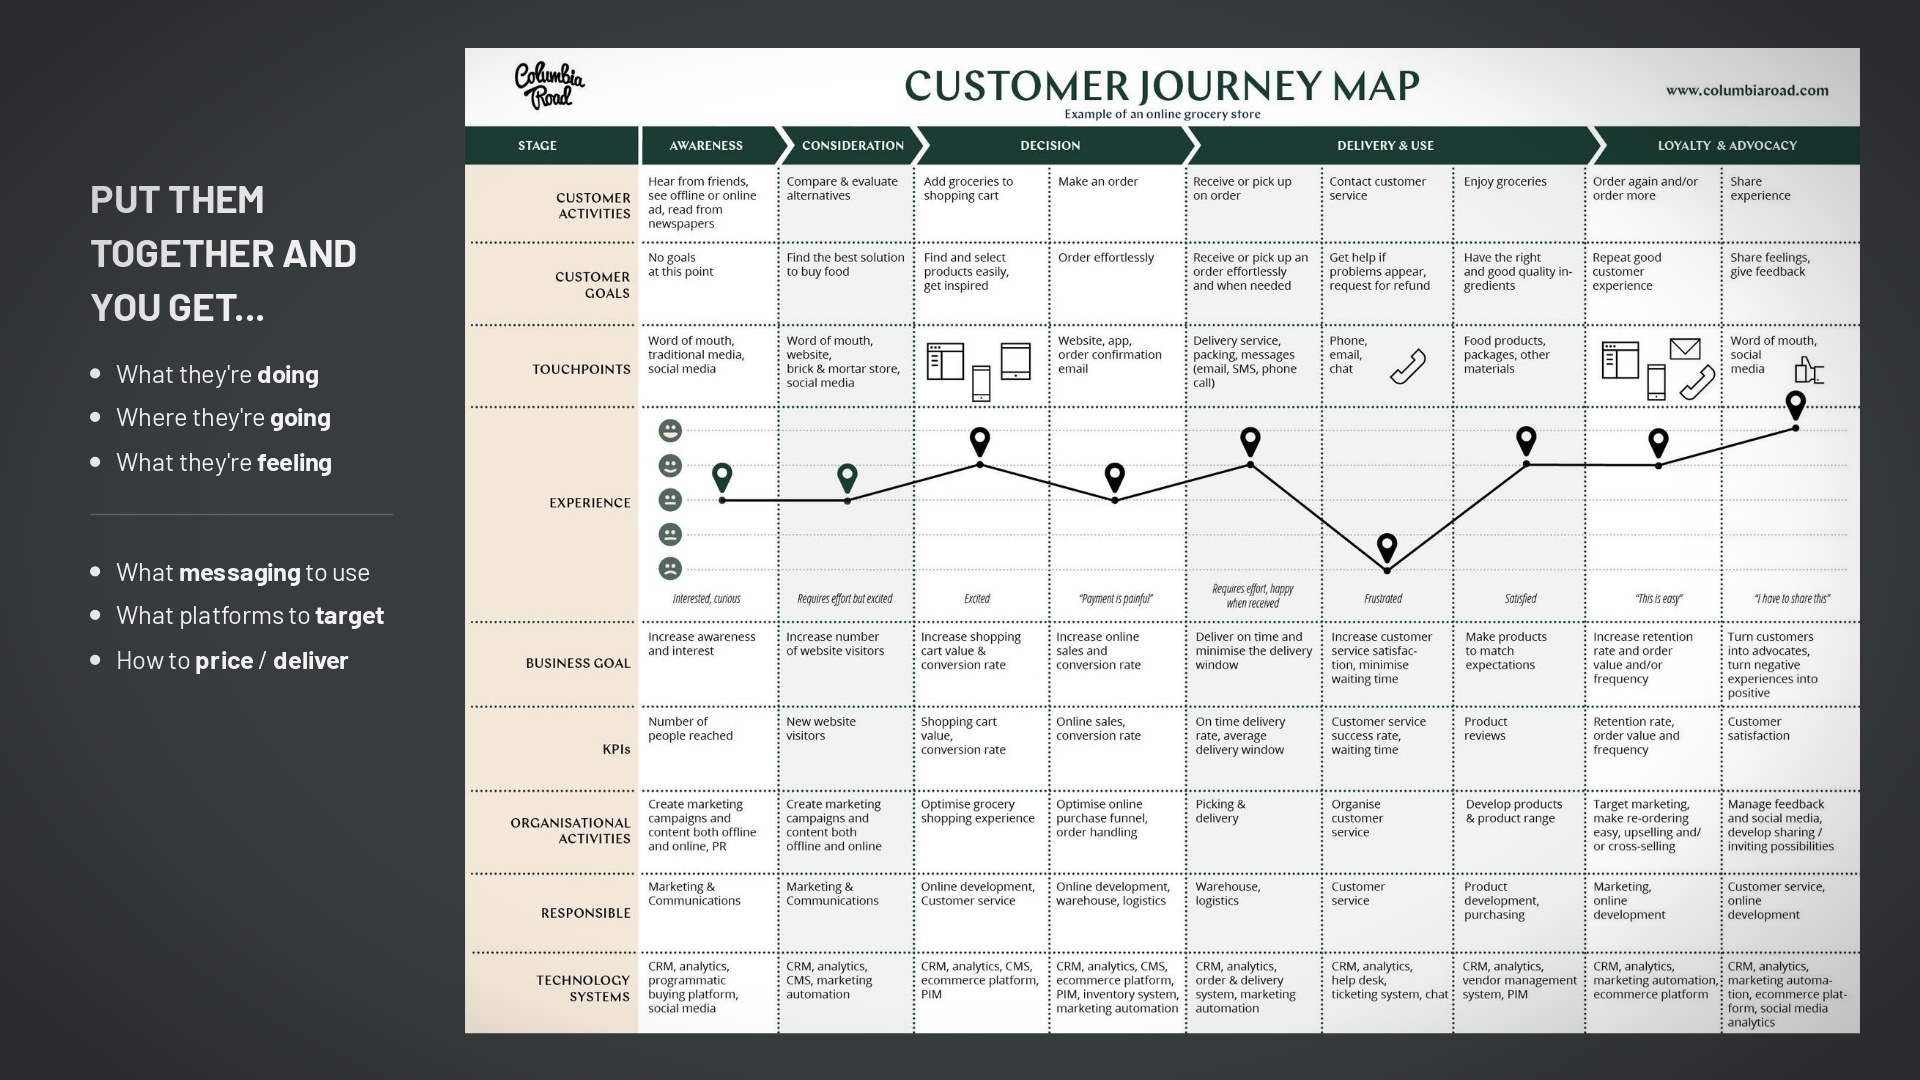 PUT THEM
TOGETHER AND
YOU GET...
What they're doing
Where they're going
What they're feeling
What messaging to use
What platforms to target
How to price / deliver
Columbia
Road
CUSTOMER JOURNEY MAP
Example of an online grocery store
www.columbiaroad.com
STAGE
AWARENESS
CONSIDERATION
DECISION
DELIVERY & USE
LOYALTY & ADVOCACY
CUSTOMER
ACTIVITIES
Hear from friends,
see offline or online
ad, read from
newspapers
Compare & evaluate
alternatives
Add groceries to
shopping cart
Make an order
Receive or pick up
on order
Contact customer
service
Enjoy groceries
Order again and/or
order more
Share
experience
CUSTOMER
GOALS
No goals
at this point
Find the best solution
to buy food
Find and select
products easily,
get inspired
Order effortlessly
Receive or pick up an
order effortlessly
and when needed
Get help if
problems appear,
request for refund
Have the right
and good quality in-
gredients
Repeat good
customer
experience
Share feelings,
give feedback
TOUCHPOINTS
Word of mouth,
traditional media,
social media
Word of mouth,
website,
brick & mortar store,
social media
Website, app,
order confirmation
email
Delivery service,
packing, messages
(email, SMS, phone
call)
Phone,
email,
chat
Food products,
packages, other
materials
Word of mouth,
social
media
EXPERIENCE
Interested, curious
Requires effort but excited
Excited
"Payment is painful"
Requires effort, happy
when received
Frustrated
Satisfied
"This is easy"
"I have to share this"
BUSINESS GOAL
Increase awareness
and interest
Increase number
of website visitors
Increase shopping
cart value &
conversion rate
Increase online
sales and
conversion rate
Deliver on time and
minimise the delivery
window
Increase customer
service satisfac-
tion, minimise
waiting time
Make products
to match
expectations
Increase retention
rate and order
value and/or
frequency
Turn customers
into advocates,
turn negative
experiences into
positive
KPIs
Number of
people reached
New website
visitors
Shopping cart
value,
conversion rate
Online sales,
conversion rate
On time delivery
rate, average
delivery window
Customer service
success rate,
waiting time
Product
reviews
Retention rate,
order value and
frequency
Customer
satisfaction
ORGANISATIONAL
ACTIVITIES
Create marketing
campaigns and
content both offline
and online, PR
Create marketing
campaigns and
content both
offline and online
Optimise grocery
shopping experience
Optimise online
purchase funnel,
order handling
Picking &
delivery
Organise
customer
service
Develop products
& product range
Target marketing,
make re-ordering
easy, upselling and/
or cross-selling
Manage feedback
and social media,
develop sharing /
inviting possibilities
RESPONSIBLE
Marketing &
Communications
Marketing &
Communications
Online development,
Customer service
Online development,
warehouse, logistics
Warehouse,
logistics
Customer
service
Product
development,
purchasing
Marketing,
online
development
Customer service,
online
development
TECHNOLOGY
SYSTEMS
CRM, analytics,
programmatic
buying platform,
social media
CRM, analytics,
CMS, marketing
automation
CRM, analytics, CMS,
ecommerce platform,
PIM
CRM, analytics, CMS,
ecommerce platform,
PIM, inventory system,
marketing automation
CRM, analytics,
order & delivery
system, marketing
automation
CRM, analytics,
help desk,
ticketing system, chat
CRM, analytics,
vendor management
system, PIM
CRM, analytics,
marketing automation,
ecommerce platform
CRM, analytics,
marketing automa-
tion, ecommerce plat-
form, social media
analytics